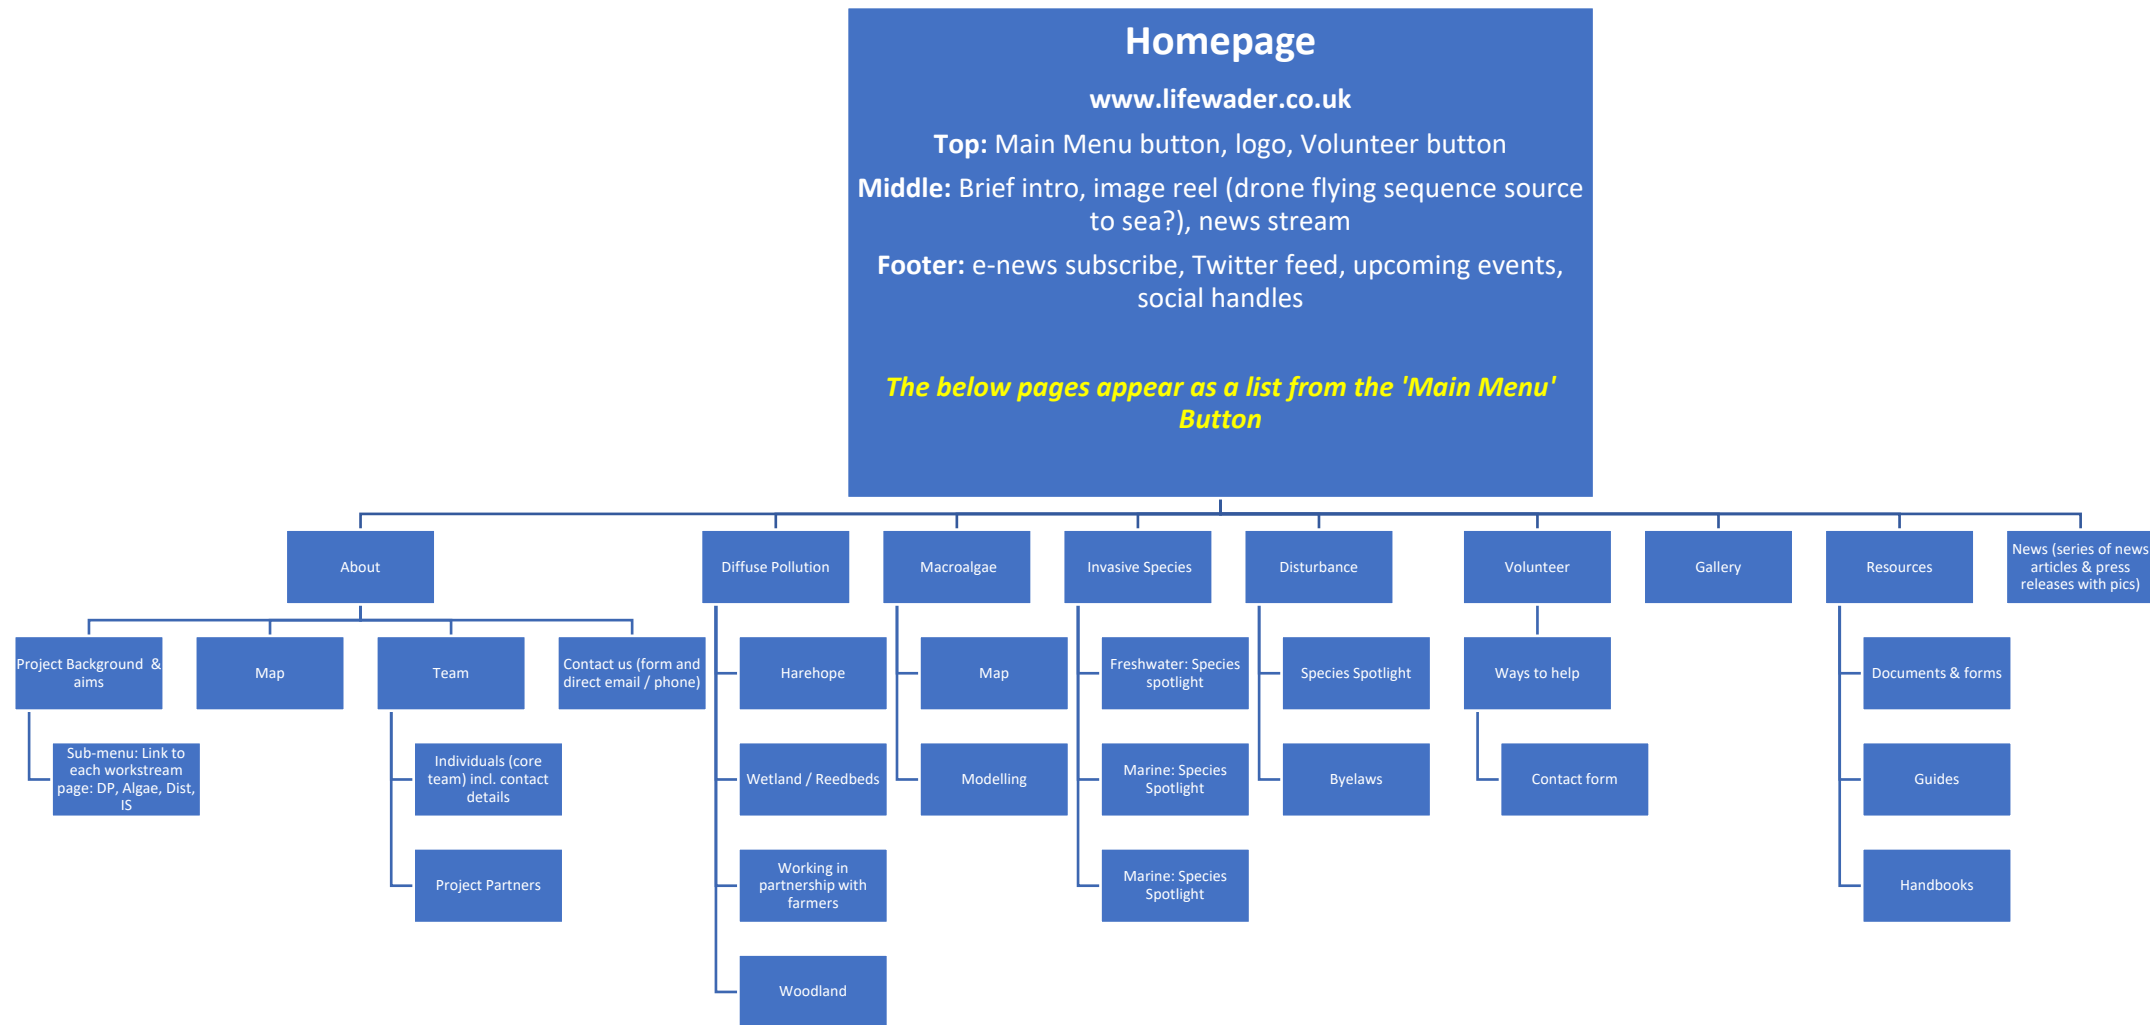 Homepage
www.lifewader.co.uk
Top: Main Menu button, logo, Volunteer button
Middle: Brief intro, image reel (drone flying sequence source
to sea?), news stream
Footer: e-news subscribe, Twitter feed, upcoming events,
social handles
The below pages appear as a list from the 'Main Menu'
Button
About
Project Background & 
aims
Sub-menu: Link to
each workstream
page: DP, Algae, Dist,
IS
Map
Team
Individuals (core
team) incl. contact
details
Project Partners
Contact us (form and
direct email / phone)
Diffuse Pollution
Harehope
Wetland / Reedbeds
Working in
partnership with
farmers
Woodland
Macroalgae
Map
Modelling
Invasive Species
Freshwater: Species
spotlight
Marine: Species
Spotlight
Marine: Species
Spotlight
Disturbance
Species Spotlight
Byelaws
Volunteer
Ways to help
Contact form
Gallery
Resources
Documents & forms
Guides
Handbooks
News (series of news
articles & press
releases with pics)